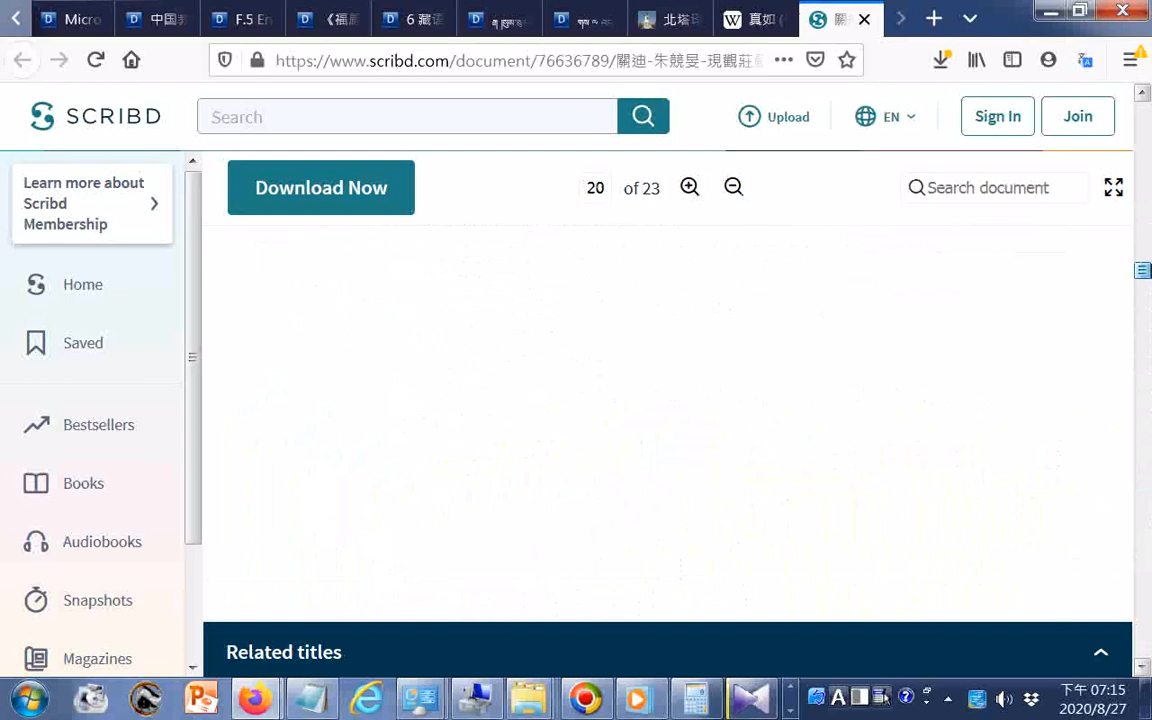 Micro
中国
F.5 En
《福
6 藏
北塔
W 真如 (
https://www.scribd.com/document/76636789/關迪-朱競旻-現觀莊
SCRIBD
Search
Upload
EN
Sign In
Join
Learn more about
Scribd
Membership
Download Now
20 of 23
Search document
Home
Saved
Bestsellers
Books
Audiobooks
Snapshots
Magazines
Related titles
下午 07:15
2020/8/27